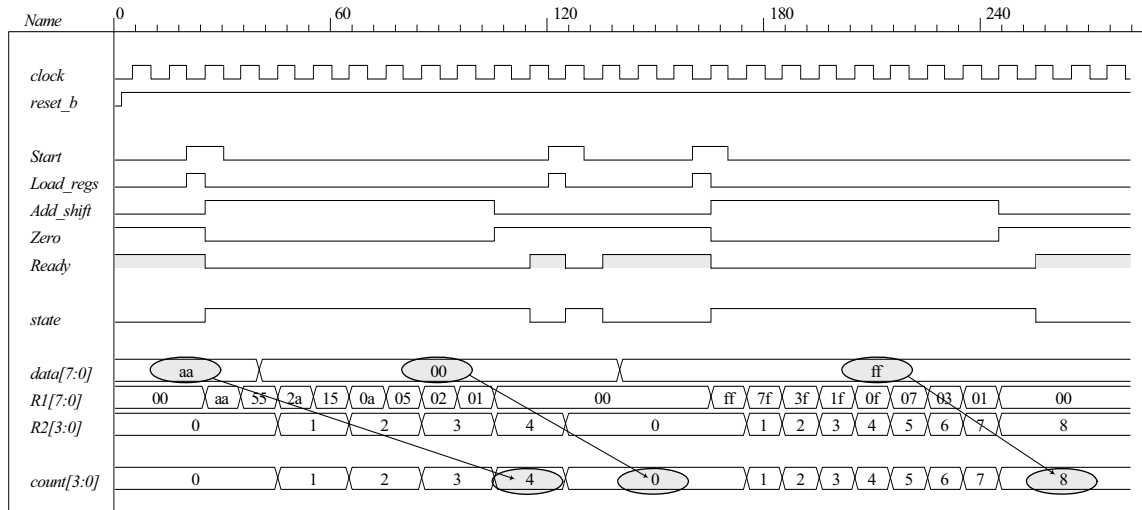 Name 0 60 120 180 240
clock
reset_b
Start
Load_regs
Add_shift
Zero
Ready
state
data[7:0] aa 00 ff
R1[7:0] 00 aa 55 2a 15 0a 05 02 01 00 ff 7f 3f 1f 0f 07 03 01 00
R2[3:0] 0 1 2 3 4 0 1 2 3 4 5 6 7 8
count[3:0] 0 1 2 3 4 0 1 2 3 4 5 6 7 8